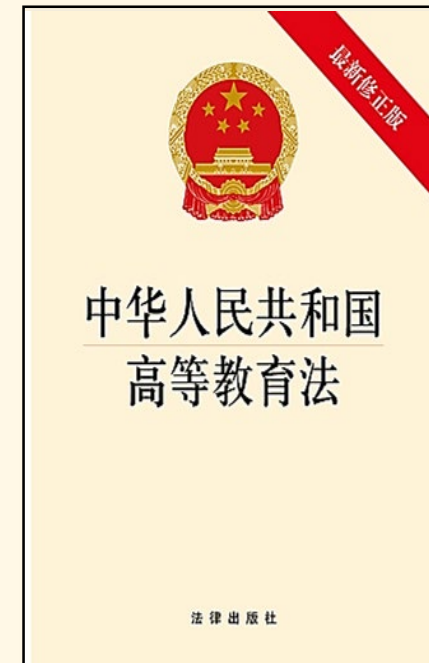 最新修正版
中华人民共和国
高等教育法
法律出版社